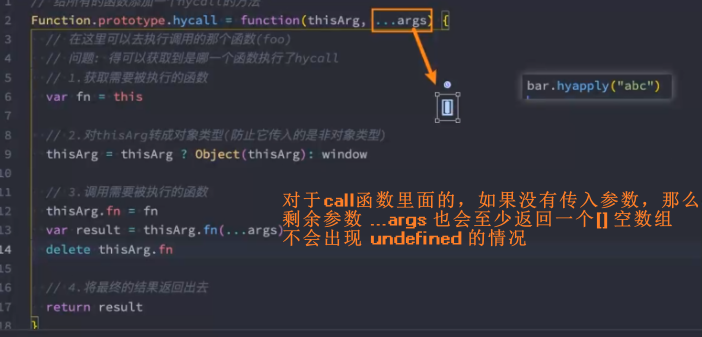 // 给所有的函数添加一个hycall的方法
2 Function.prototype.hycall = function(thisArg, ...args) {
3 // 在这里可以去执行调用的那个函数(foo)
4 // 问题: 得可以获取到是哪一个函数执行了hycall
5 // 1.获取需要被执行的函数
6 var fn = this
7
8 // 2.对thisArg转成对象类型(防止它传入的是非对象类型)
9 thisArg = thisArg ? Object(thisArg): window
10
11 // 3.调用需要被执行的函数
12 thisArg.fn = fn
13 var result = thisArg.fn(...args)
14 delete thisArg.fn
15
16 // 4.将最终的结果返回出去
17 return result
18 }
[]
bar.hyapply("abc")
对于call函数里面的，如果没有传入参数，那么
剩余参数 ...args 也会至少返回一个[] 空数组
不会出现 undefined 的情况